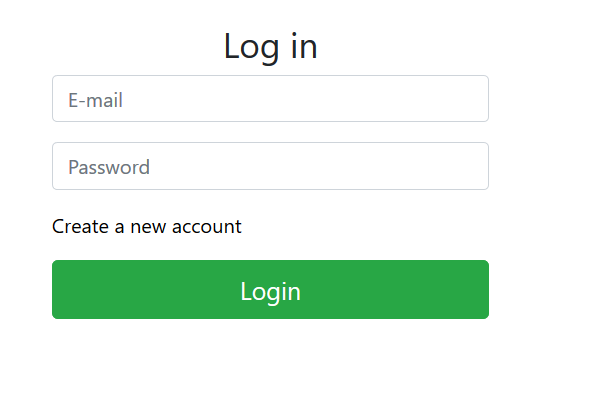 Log in
E-mail
Password
Create a new account
Login